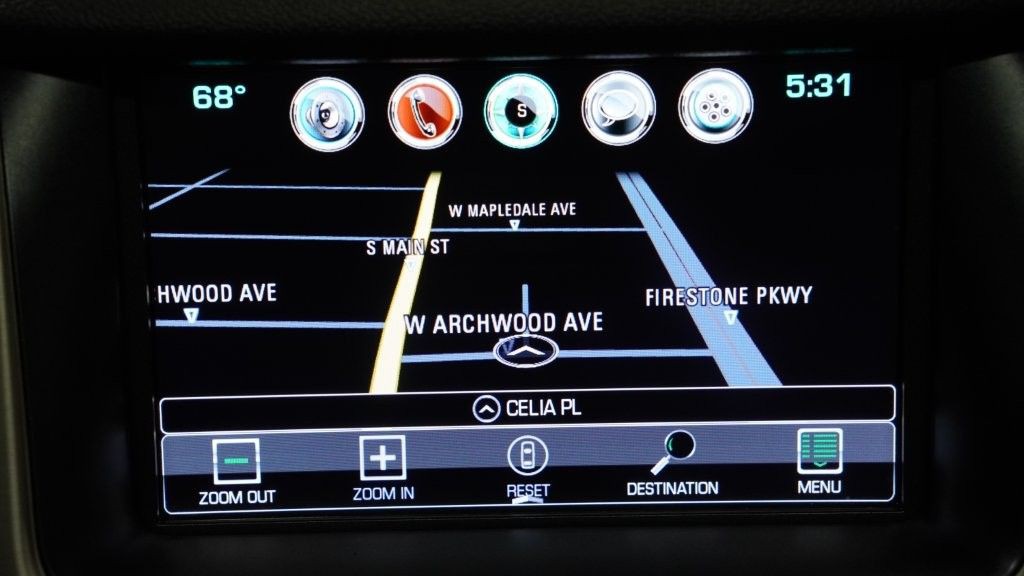 68°
S
5:31
W MAPLEDALE AVE
S MAIN ST
HWOOD AVE
FIRESTONE PKWY
W ARCHWOOD AVE
CELIA PL
ZOOM OUT
ZOOM IN
RESET
DESTINATION
MENU